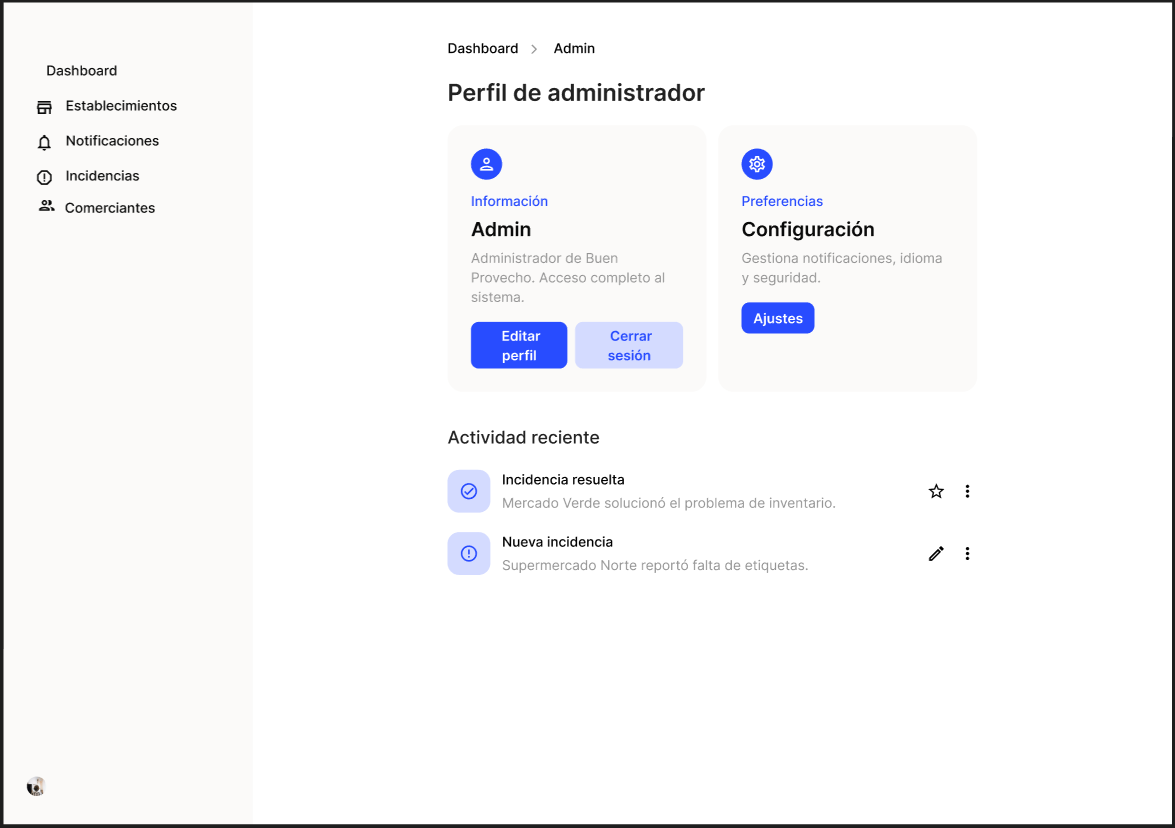 Dashboard
Establecimientos
Notificaciones
Incidencias
Comerciantes
Dashboard > Admin
Perfil de administrador
Información
Admin
Administrador de Buen
Provecho. Acceso completo al
sistema.
Editar
perfil
Cerrar
sesión
Preferencias
Configuración
Gestiona notificaciones, idioma
y seguridad.
Ajustes
Actividad reciente
Incidencia resuelta
Mercado Verde solucionó el problema de inventario.
Nueva incidencia
Supermercado Norte reportó falta de etiquetas.